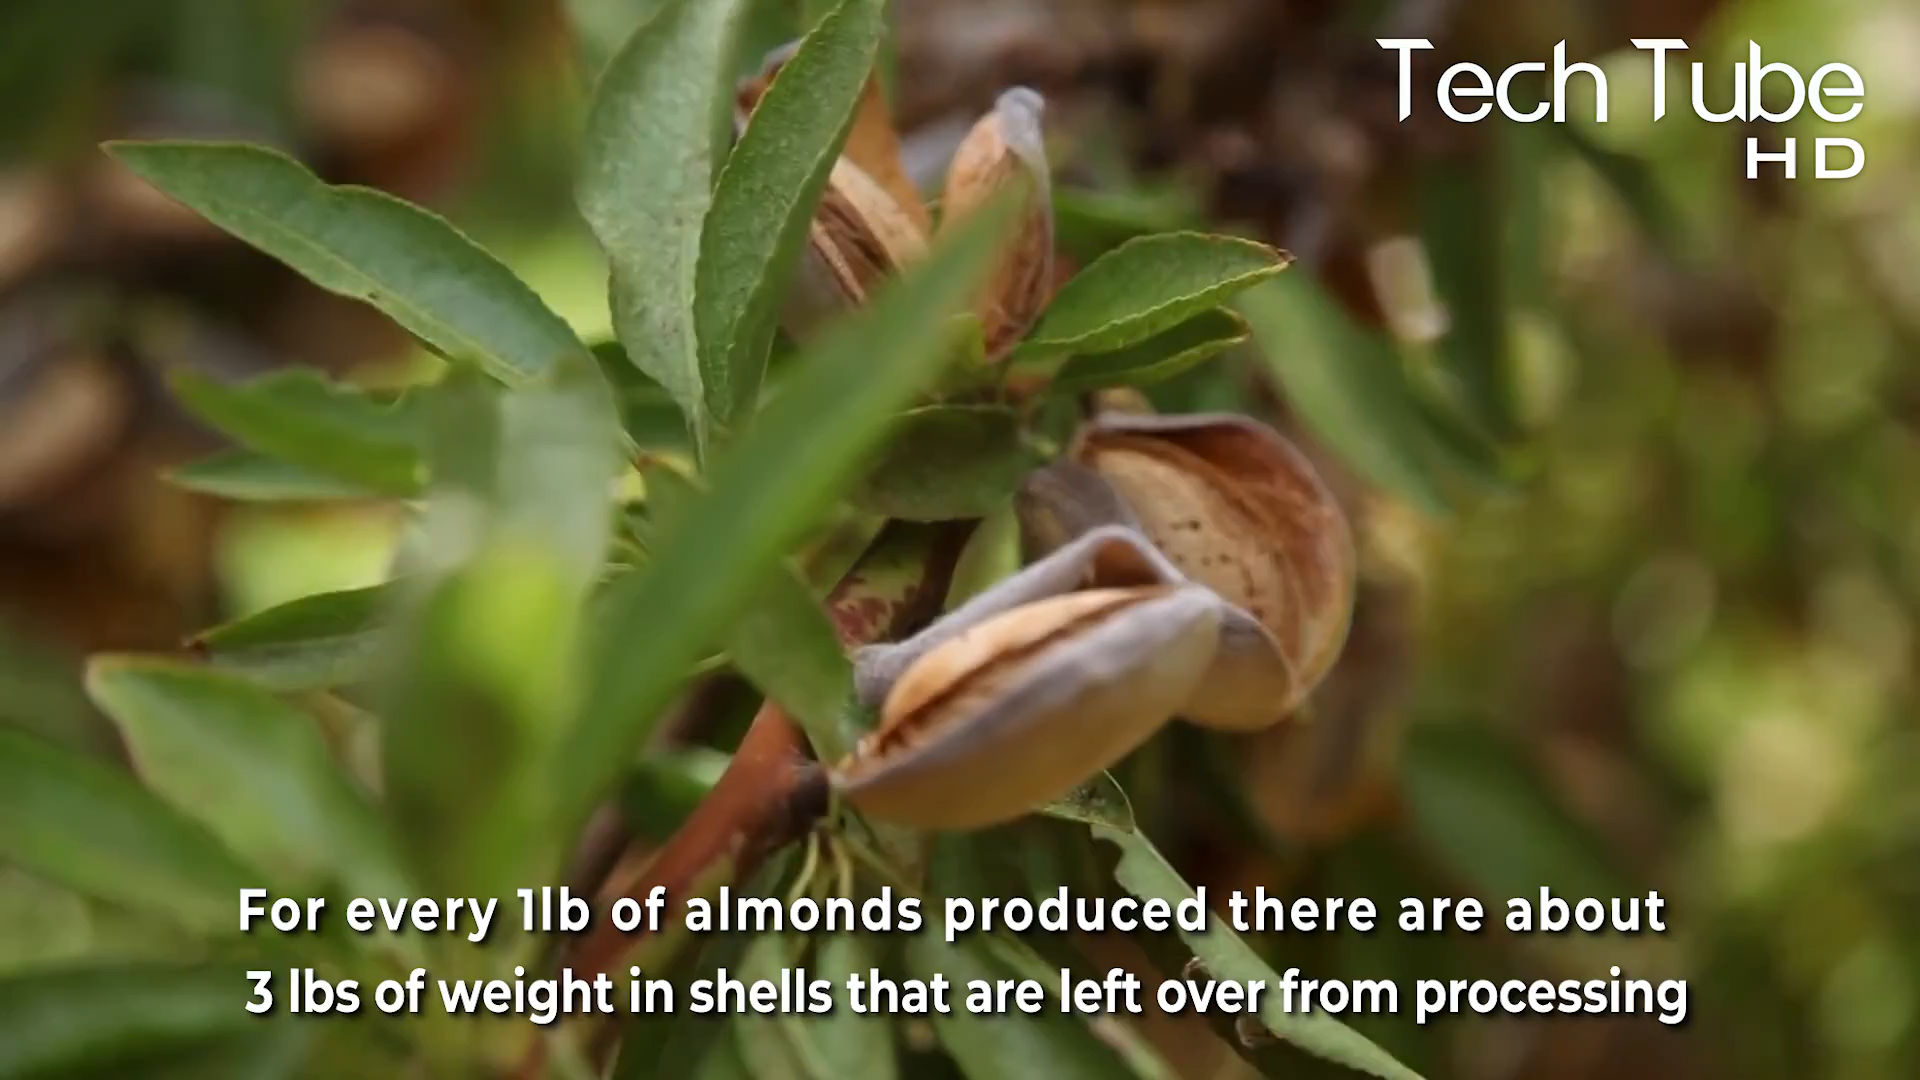 Tech Tube
HD
For every 1lb of almonds produced there are about
3 lbs of weight in shells that are left over from processing